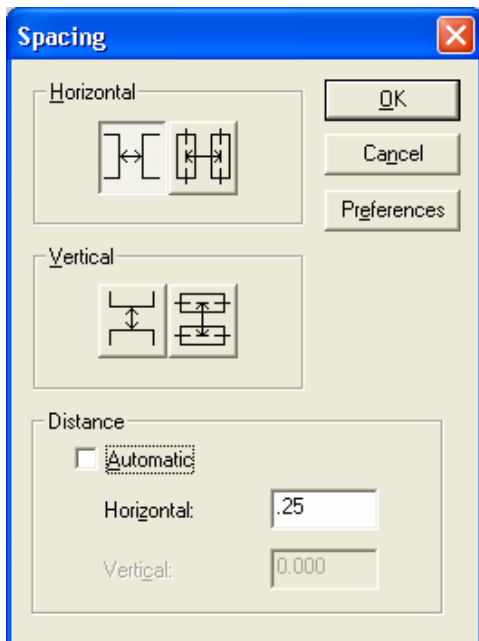 Spacing
Horizontal
OK
Cancel
Preferences
Vertical
Distance
Automatic
Horizontal: .25
Vertical: 0.000